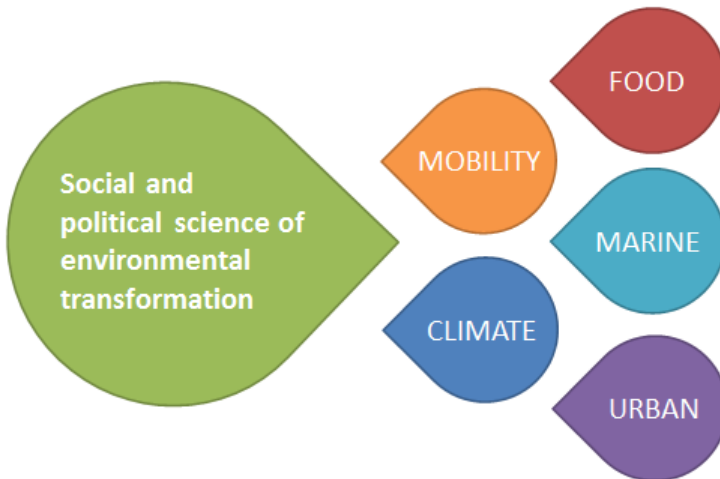 Social and
political science of
environmental
transformation
MOBILITY
CLIMATE
FOOD
MARINE
URBAN